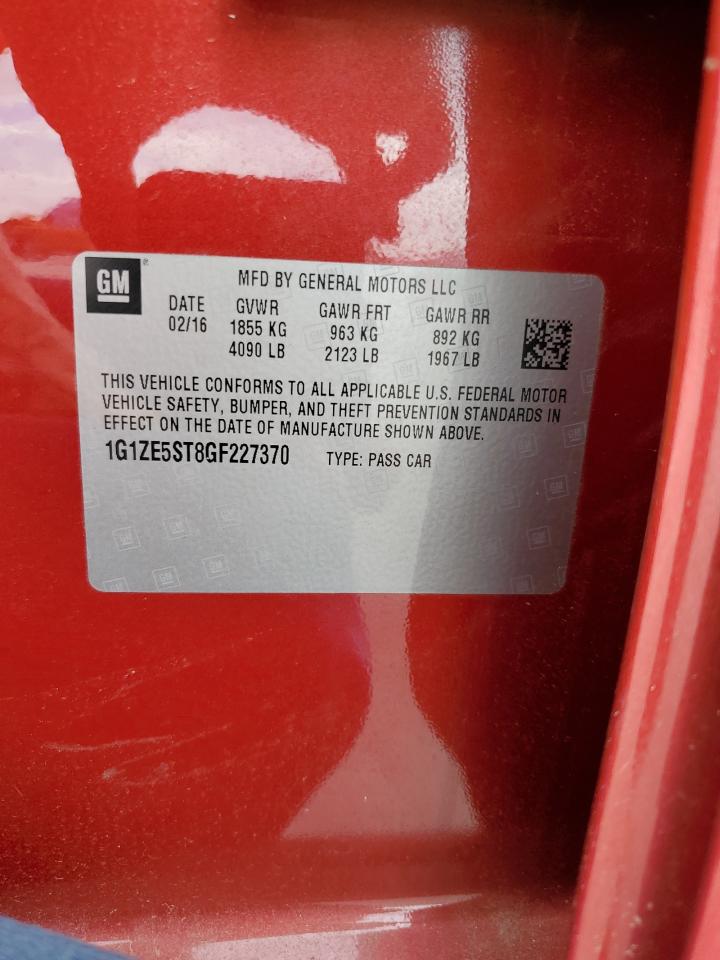 GM
MFD BY GENERAL MOTORS LLC
DATE GVWR GAWR FRT GAWR RR
02/16 1855 KG 963 KG 892 KG
4090 LB 2123 LB 1967 LB
THIS VEHICLE CONFORMS TO ALL APPLICABLE U.S. FEDERAL MOTOR
VEHICLE SAFETY, BUMPER, AND THEFT PREVENTION STANDARDS IN
EFFECT ON THE DATE OF MANUFACTURE SHOWN ABOVE.
1G1ZE5ST8GF227370 TYPE: PASS CAR